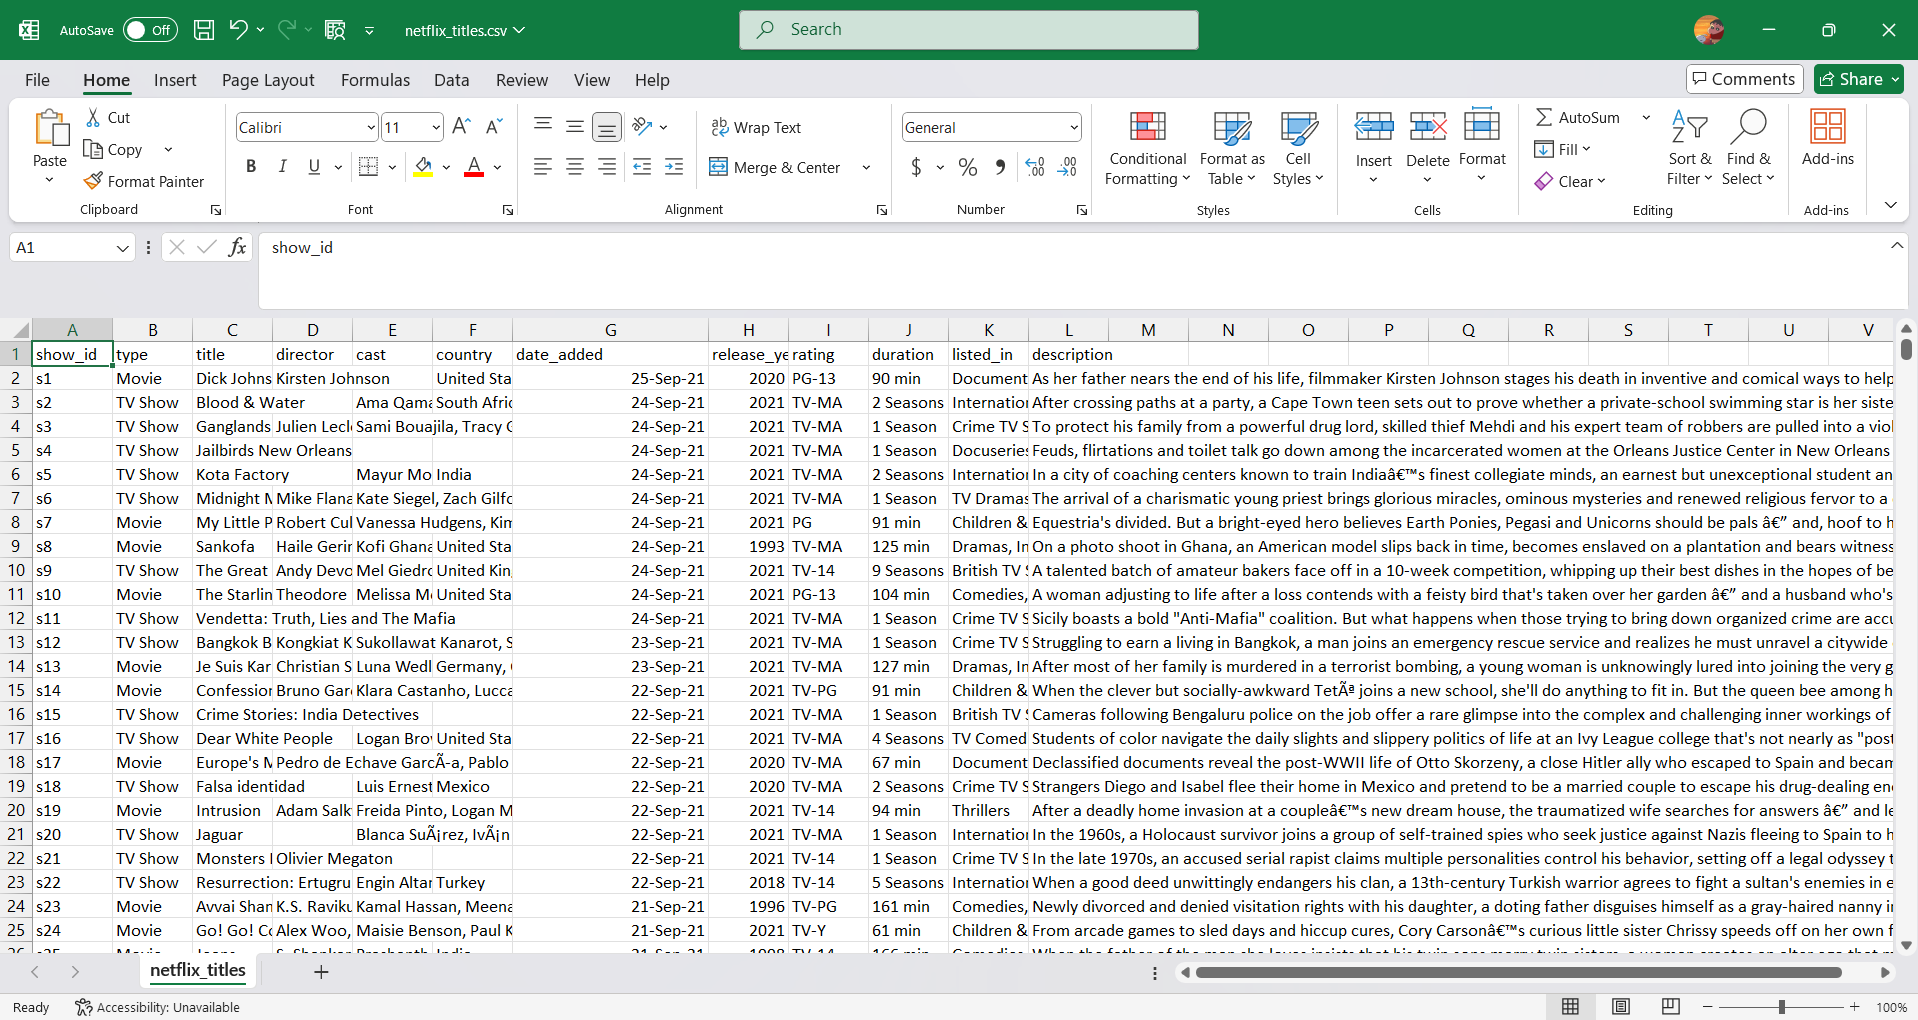 AutoSave Off netflix_titles.csv Search
File Home Insert Page Layout Formulas Data Review View Help Comments Share
Paste Cut Copy Format Painter Clipboard
Calibri 11 B I U A Font
Wrap Text Merge & Center Alignment
General $ % Number
Conditional Formatting Format as Table Cell Styles Styles
Insert Delete Format Cells
AutoSum Fill Clear Sort & Filter Find & Select Editing
Add-ins Add-ins
A1 fx show_id
A B C D E F G H I J K L M N O P Q R S T U V
1 show_id type title director cast country date_added release_ye rating duration listed_in description
2 s1 Movie Dick Johns Kirsten Johnson United Sta 25-Sep-21 2020 PG-13 90 min Document As her father nears the end of his life, filmmaker Kirsten Johnson stages his death in inventive and comical ways to help
3 s2 TV Show Blood & Water Ama Qama South Afric 24-Sep-21 2021 TV-MA 2 Seasons Internatio After crossing paths at a party, a Cape Town teen sets out to prove whether a private-school swimming star is her siste
4 s3 TV Show Ganglands Julien Lecl Sami Bouajila, Tracy G 24-Sep-21 2021 TV-MA 1 Season Crime TV S To protect his family from a powerful drug lord, skilled thief Mehdi and his expert team of robbers are pulled into a viol
5 s4 TV Show Jailbirds New Orleans 24-Sep-21 2021 TV-MA 1 Season Docuseries Feuds, flirtations and toilet talk go down among the incarcerated women at the Orleans Justice Center in New Orleans
6 s5 TV Show Kota Factory Mayur Mo India 24-Sep-21 2021 TV-MA 2 Seasons Internatio In a city of coaching centers known to train Indiaâ€™s finest collegiate minds, an earnest but unexceptional student an
7 s6 TV Show Midnight M Mike Flana Kate Siegel, Zach Gilfo 24-Sep-21 2021 TV-MA 1 Season TV Dramas The arrival of a charismatic young priest brings glorious miracles, ominous mysteries and renewed religious fervor to a
8 s7 Movie My Little P Robert Cul Vanessa Hudgens, Kim 24-Sep-21 2021 PG 91 min Children & Equestria's divided. But a bright-eyed hero believes Earth Ponies, Pegasi and Unicorns should be pals â€” and, hoof to h
9 s8 Movie Sankofa Haile Gerir Kofi Ghana United Sta 24-Sep-21 1993 TV-MA 125 min Dramas, In On a photo shoot in Ghana, an American model slips back in time, becomes enslaved on a plantation and bears witness
10 s9 TV Show The Great Andy Devo Mel Giedro United Kin 24-Sep-21 2021 TV-14 9 Seasons British TV S A talented batch of amateur bakers face off in a 10-week competition, whipping up their best dishes in the hopes of be
11 s10 Movie The Starlin Theodore Melissa Mc United Sta 24-Sep-21 2021 PG-13 104 min Comedies, A woman adjusting to life after a loss contends with a feisty bird that's taken over her garden â€” and a husband who's
12 s11 TV Show Vendetta: Truth, Lies and The Mafia 24-Sep-21 2021 TV-MA 1 Season Crime TV S Sicily boasts a bold "Anti-Mafia" coalition. But what happens when those trying to bring down organized crime are accu
13 s12 TV Show Bangkok B Kongkiat K Sukollawat Kanarot, S 23-Sep-21 2021 TV-MA 1 Season Crime TV S Struggling to earn a living in Bangkok, a man joins an emergency rescue service and realizes he must unravel a citywide
14 s13 Movie Je Suis Kar Christian S Luna Wedl Germany, 23-Sep-21 2021 TV-MA 127 min Dramas, In After most of her family is murdered in a terrorist bombing, a young woman is unknowingly lured into joining the very g
15 s14 Movie Confession Bruno Gar Klara Castanho, Lucca 22-Sep-21 2021 TV-PG 91 min Children & When the clever but socially-awkward TetÃª joins a new school, she'll do anything to fit in. But the queen bee among h
16 s15 TV Show Crime Stories: India Detectives 22-Sep-21 2021 TV-MA 1 Season British TV S Cameras following Bengaluru police on the job offer a rare glimpse into the complex and challenging inner workings of
17 s16 TV Show Dear White People Logan Bro United Sta 22-Sep-21 2021 TV-MA 4 Seasons TV Comed Students of color navigate the daily slights and slippery politics of life at an Ivy League college that's not nearly as "post
18 s17 Movie Europe's M Pedro de Echave GarcÃ-a, Pablo 22-Sep-21 2020 TV-MA 67 min Document Declassified documents reveal the post-WWII life of Otto Skorzeny, a close Hitler ally who escaped to Spain and becam
19 s18 TV Show Falsa identidad Luis Ernest Mexico 22-Sep-21 2020 TV-MA 2 Seasons Crime TV S Strangers Diego and Isabel flee their home in Mexico and pretend to be a married couple to escape his drug-dealing ene
20 s19 Movie Intrusion Adam Salk Freida Pinto, Logan M 22-Sep-21 2021 TV-14 94 min Thrillers After a deadly home invasion at a coupleâ€™s new dream house, the traumatized wife searches for answers â€” and le
21 s20 TV Show Jaguar Blanca SuÃ¡rez, IvÃ¡n 22-Sep-21 2021 TV-MA 1 Season Internatio In the 1960s, a Holocaust survivor joins a group of self-trained spies who seek justice against Nazis fleeing to Spain to h
22 s21 TV Show Monsters I Olivier Megaton 22-Sep-21 2021 TV-14 1 Season Crime TV S In the late 1970s, an accused serial rapist claims multiple personalities control his behavior, setting off a legal odyssey t
23 s22 TV Show Resurrection: Ertugru Engin Altar Turkey 22-Sep-21 2018 TV-14 5 Seasons Internatio When a good deed unwittingly endangers his clan, a 13th-century Turkish warrior agrees to fight a sultan's enemies in e
24 s23 Movie Avvai Shan K.S. Raviku Kamal Hassan, Meena 21-Sep-21 1996 TV-PG 161 min Comedies, Newly divorced and denied visitation rights with his daughter, a doting father disguises himself as a gray-haired nanny i
25 s24 Movie Go! Go! Co Alex Woo, Maisie Benson, Paul K 21-Sep-21 2021 TV-Y 61 min Children & From arcade games to sled days and hiccup cures, Cory Carsonâ€™s curious little sister Chrissy speeds off on her own f
netflix_titles
Ready Accessibility: Unavailable 100%